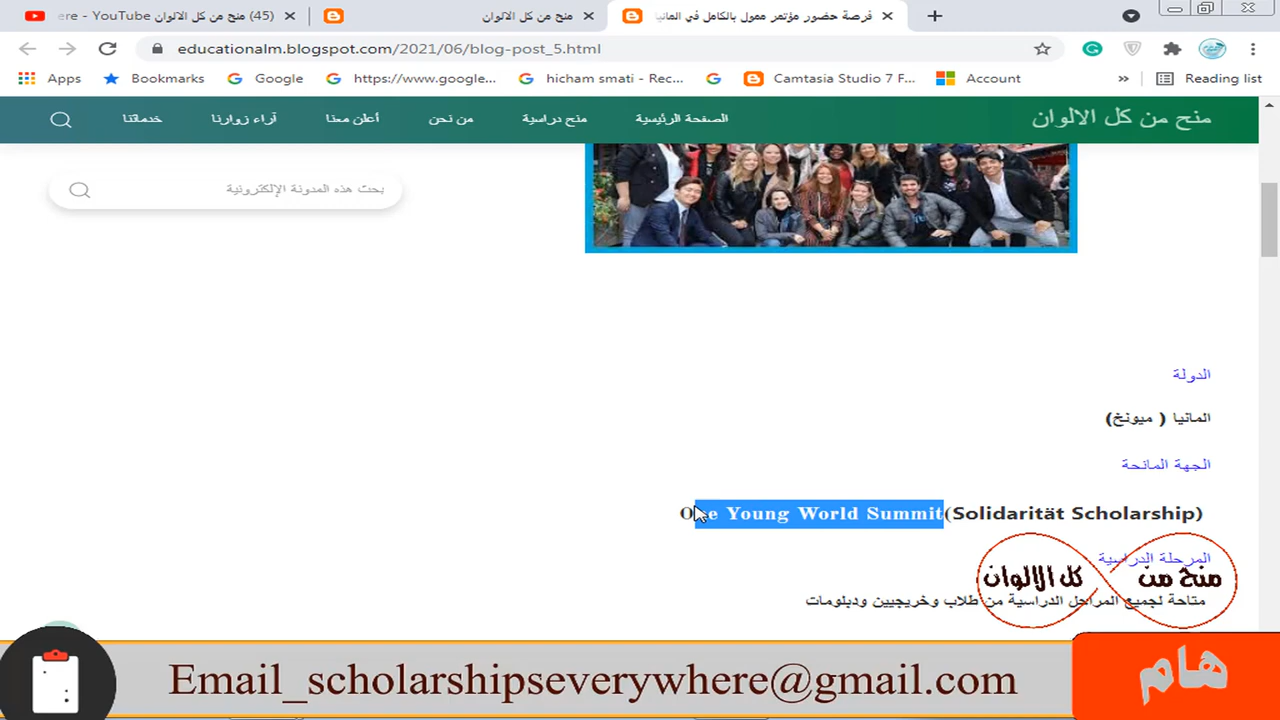 ere - YouTube منح من كل الالوان (45)
منح من كل الالوان
فرصة حضور مؤتمر ممول بالكامل في المانيا
educationalm.blogspot.com/2021/06/blog-post_5.html
Apps Bookmarks Google https://www.google... hicham smati - Rec... Camtasia Studio 7 F... Account » Reading list
منح من كل الالوان
الصفحة الرئيسية منح دراسية من نحن أعلن معنا آراء زوارنا خدماتنا
بحث هذه المدونة الإلكترونية
الدولة
المانيا ( ميونخ)
الجهة المانحة
One Young World Summit(Solidarität Scholarship)
المرحلة الدراسية
متاحة لجميع المراحل الدراسية من طلاب وخريجيين ودبلومات
منح من كل الالوان
Email_scholarshipseverywhere@gmail.com
هام